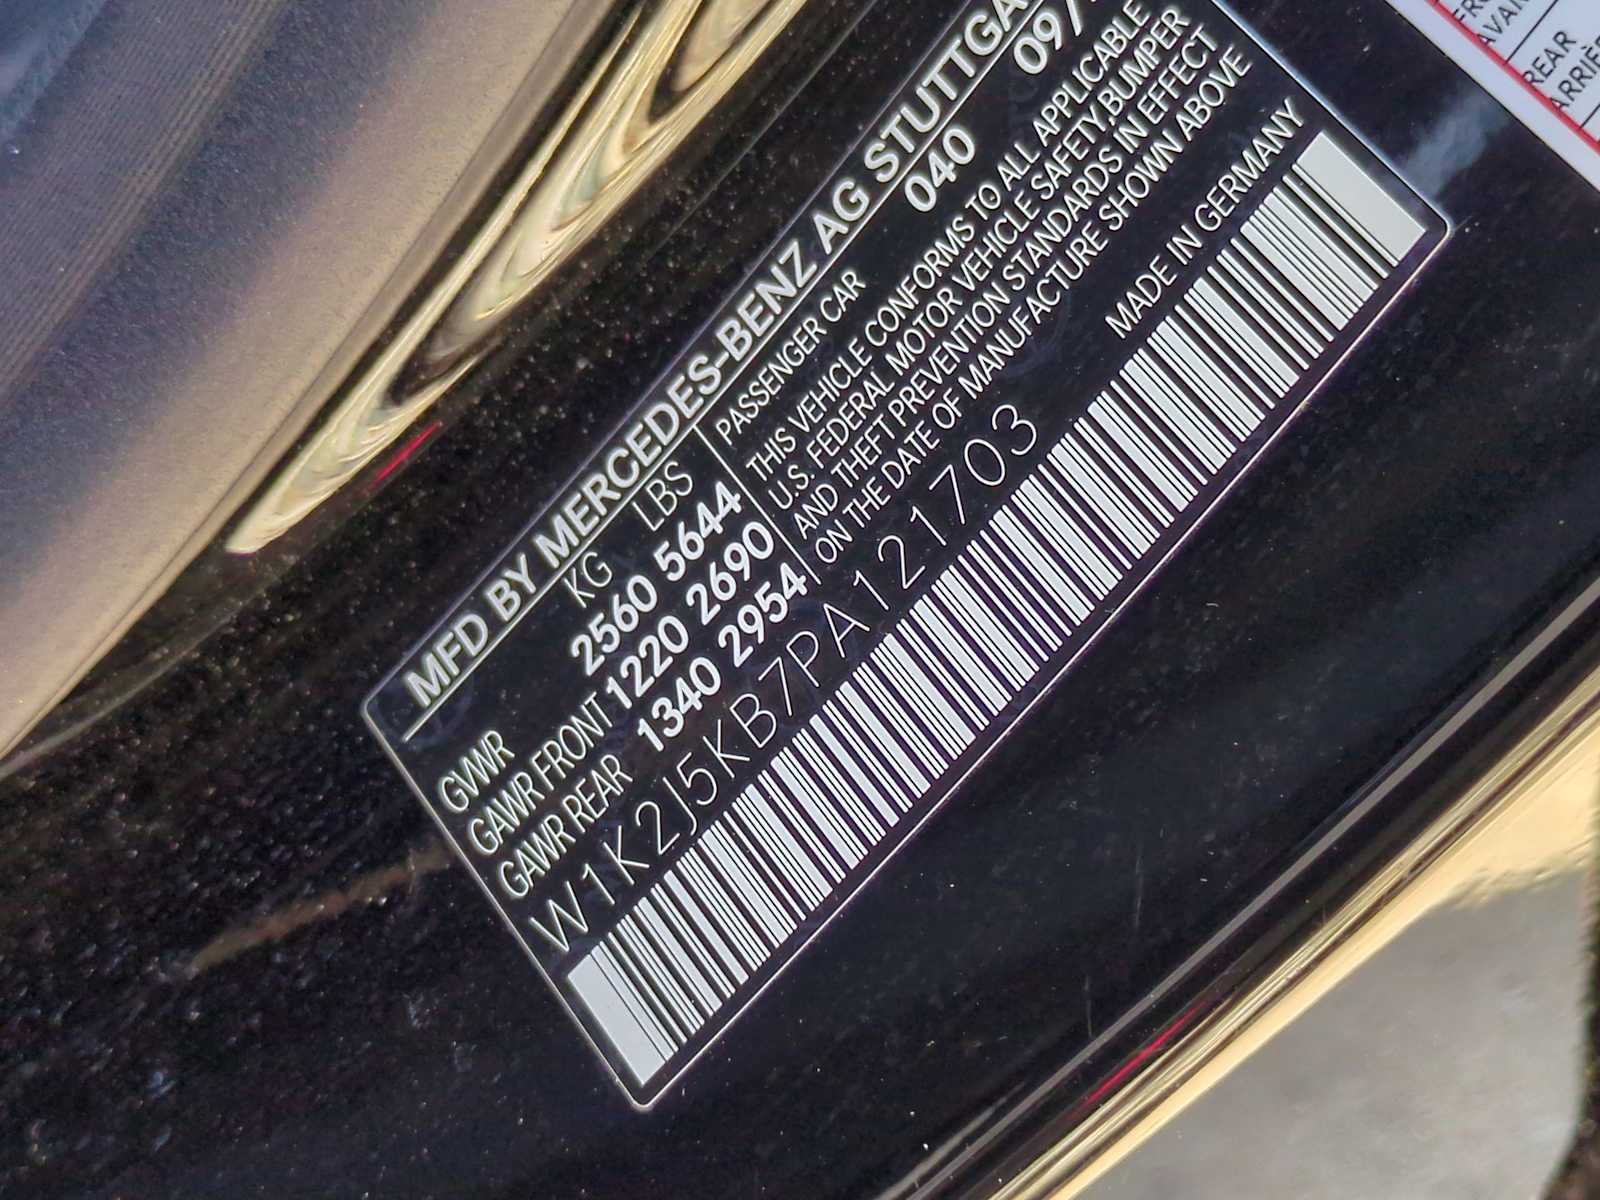 MFD BY MERCEDES-BENZ AG STUTTGA
KG LBS
GVWR 2560 5644
GAWR FRONT 1220 2690
GAWR REAR 1340 2954
PASSENGER CAR 040 097
THIS VEHICLE CONFORMS TO ALL APPLICABLE
U.S. FEDERAL MOTOR VEHICLE SAFETY,BUMPER
AND THEFT PREVENTION STANDARDS IN EFFECT
ON THE DATE OF MANUFACTURE SHOWN ABOVE
W1K2J5KB7PA121703
MADE IN GERMANY
REAR